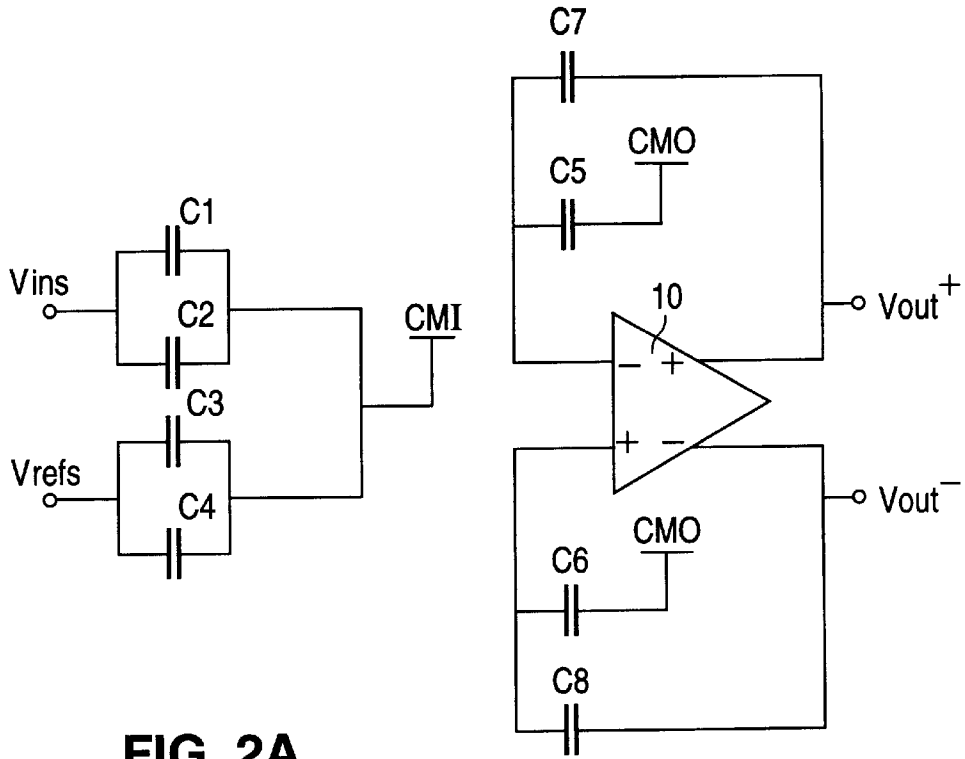 C7
CMO
C5
C1
Vins
C2
CMI
10
Vout+
− +
C3
+ −
Vrefs
C4
Vout−
CMO
C6
C8
FIG. 2A